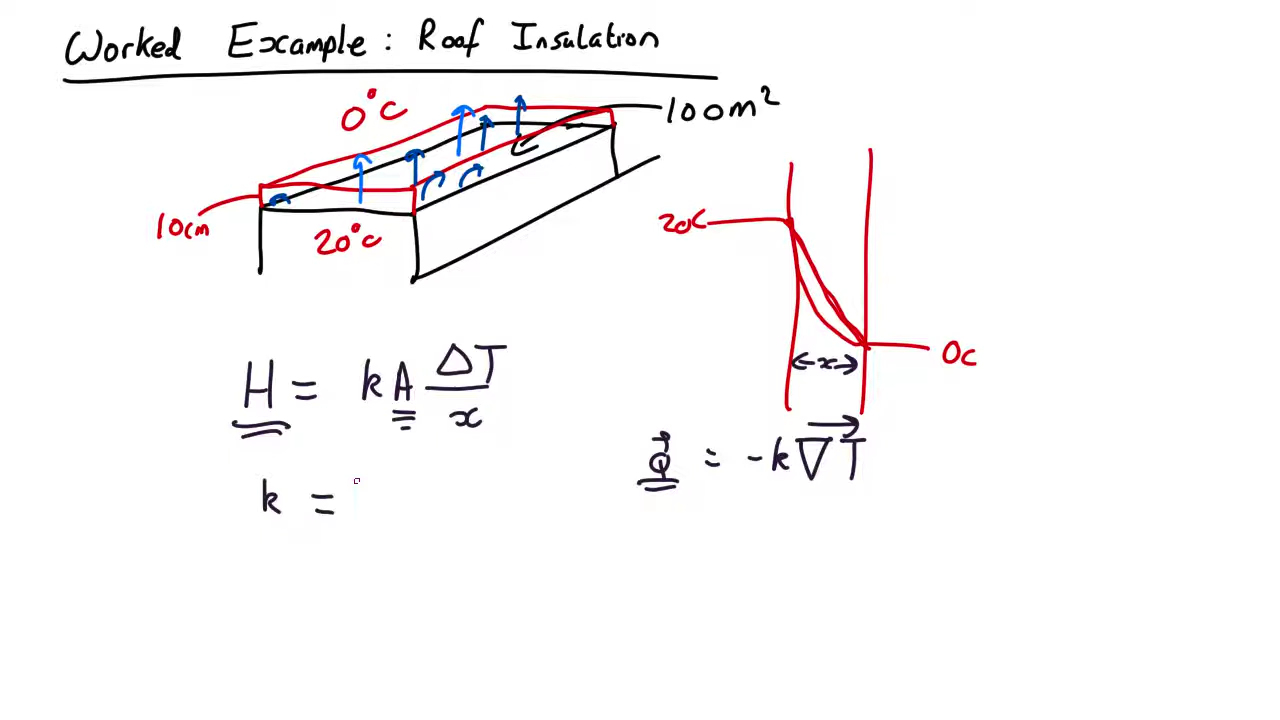 Worked Example: Roof Insulation
0°C
100m²
10cm
20°C
20C
x
0C
H = kA ΔT/x
Q⃗ = -k∇⃗T
k =